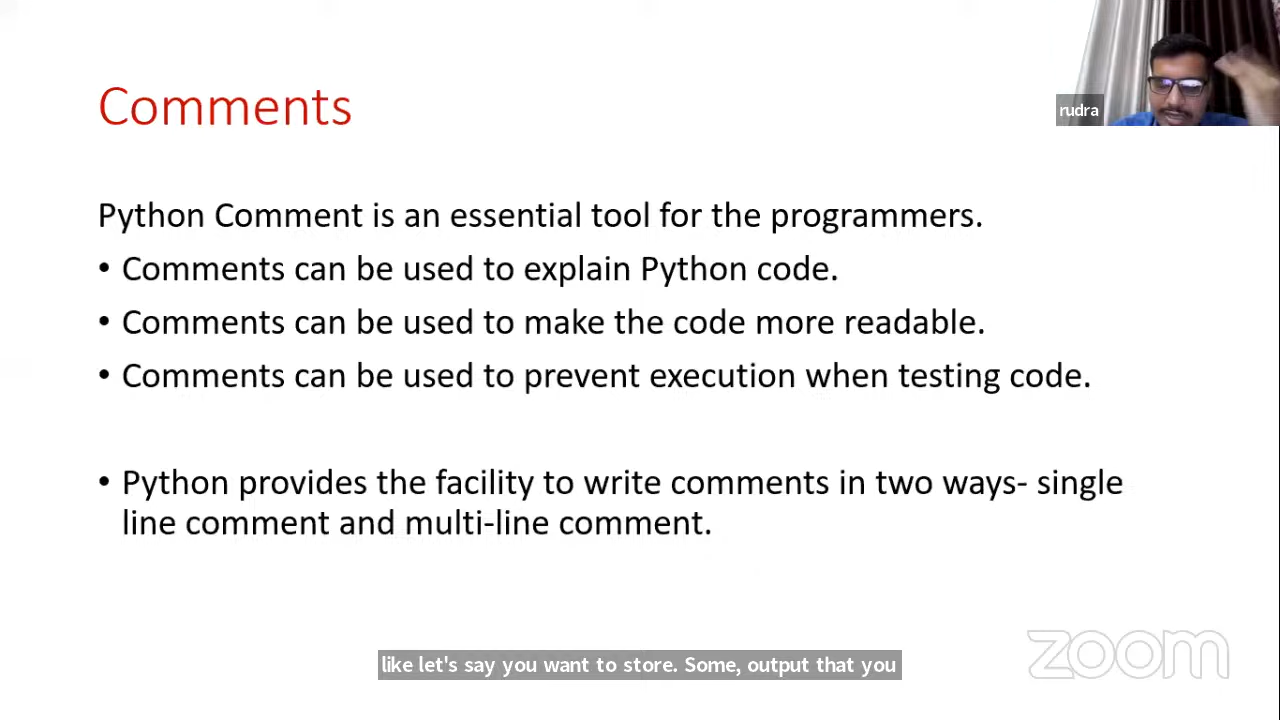 Comments
rudra
Python Comment is an essential tool for the programmers.
• Comments can be used to explain Python code.
• Comments can be used to make the code more readable.
• Comments can be used to prevent execution when testing code.
• Python provides the facility to write comments in two ways- single
line comment and multi-line comment.
zoom
like let's say you want to store. Some, output that you